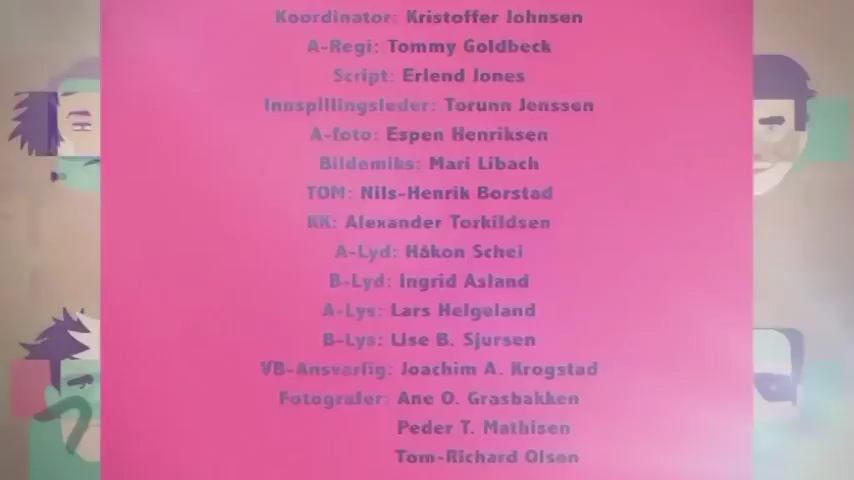 Koordinator: Kristoffer Johnsen
A-Regi: Tommy Goldbeck
Script: Erlend Jones
Innspillingsleder: Torunn Jenssen
A-foto: Espen Henriksen
Bildemiks: Mari Libach
TOM: Nils-Henrik Borstad
KK: Alexander Torkildsen
A-Lyd: Håkon Schei
B-Lyd: Ingrid Asland
A-Lys: Lars Helgeland
B-Lys: Lise B. Sjursen
VB-Ansvarlig: Joachim A. Krogstad
Fotografer: Ane O. Grasbakken
Peder T. Mathisen
Tom-Richard Olsen